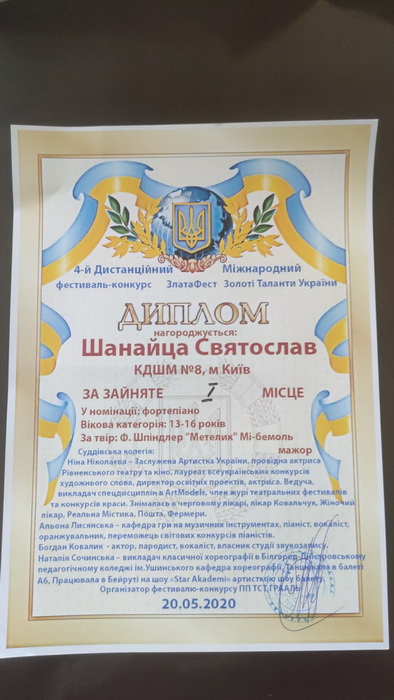 4-й Дистанційний Міжнародний
фестиваль-конкурс ЗлатаФест Золоті Таланти України
ДИПЛОМ
нагороджується:
Шанайца Святослав
КДШМ №8, м Київ
ЗА ЗАЙНЯТЕ I МІСЦЕ
У номінації: фортепіано
Вікова категорія: 13-16 років
За твір: Ф. Шпіндлер "Метелик" Мі-бемоль
мажор
Суддівська колегія:
Ніна Ніколаєва – Заслужена Артистка України, провідна актриса
Рівненського театру та кіно, лауреат всеукраїнських конкурсів
художнього слова, директор освітніх проектів, актриса. Ведуча,
викладач спецдисциплін в ArtModels, член журі театральних фестивалів
та конкурсів краси. Знімалась в черговому лікарі, лікар Ковальчук, Жіночий
лікар, Реальна Містика, Пошта, Фермери.
Альона Лисянська – кафедра гри на музичних інструментах, піаніст, вокаліст,
оранжувальник, переможець світових конкурсів піаністів.
Богдан Ковалик - актор, пародист, вокаліст, власник студії звукозапису.
Наталія Сочинська – викладач класичної хореографії в Білгород-Дністровському
педагогічному коледжі ім.Ушинського кафедра хореографії. Танцювала в балеті
А6, Працювала в Бейруті на шоу «Star Akademi» артисткою шоу балету.
Організатор фестивалю-конкурсу ПП ТСТ ГРААЛЬ
20.05.2020